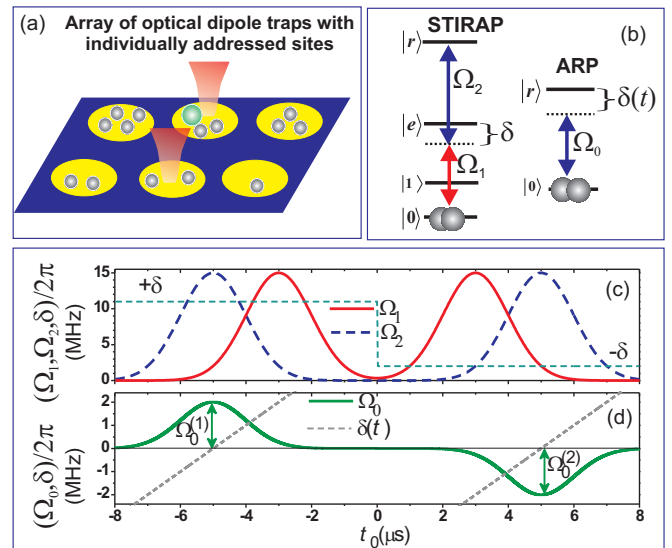 (a) Array of optical dipole traps with
individually addressed sites
(b)
STIRAP
|r⟩
Ω₂
|e⟩
δ
Ω₁
|1⟩
|0⟩
ARP
|r⟩
δ(t)
Ω₀
|0⟩
(Ω₁,Ω₂,δ)/2π
(MHz)
15
10
5
0
+δ
(c)
Ω₁
Ω₂
-δ
(Ω₀,δ)/2π
(MHz)
2
1
0
-1
-2
Ω₀
δ(t)
(d)
Ω₀⁽¹⁾
Ω₀⁽²⁾
-8 -6 -4 -2 0 2 4 6 8
t₀(μs)